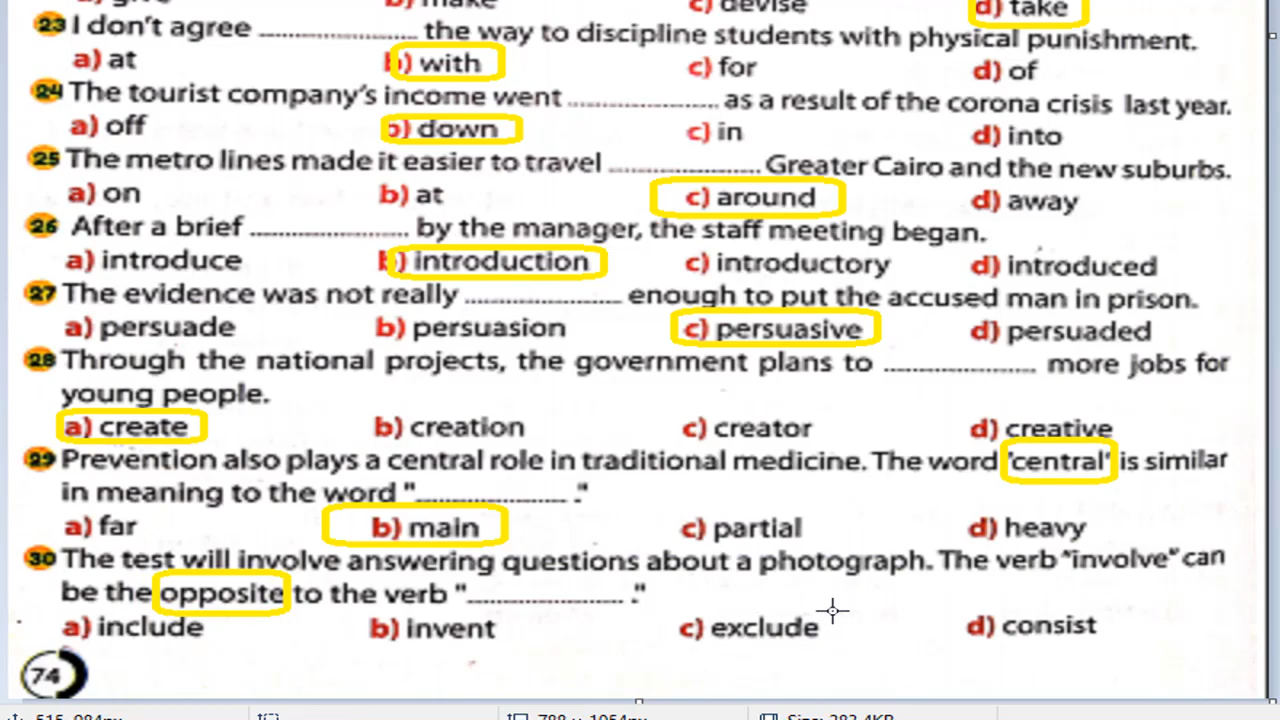 b) make c) devise d) take
23 I don't agree .................... the way to discipline students with physical punishment.
a) at b) with c) for d) of
24 The tourist company's income went .................... as a result of the corona crisis last year.
a) off b) down c) in d) into
25 The metro lines made it easier to travel .................... Greater Cairo and the new suburbs.
a) on b) at c) around d) away
26 After a brief .................... by the manager, the staff meeting began.
a) introduce b) introduction c) introductory d) introduced
27 The evidence was not really .................... enough to put the accused man in prison.
a) persuade b) persuasion c) persuasive d) persuaded
28 Through the national projects, the government plans to .................... more jobs for
young people.
a) create b) creation c) creator d) creative
29 Prevention also plays a central role in traditional medicine. The word "central" is similar
in meaning to the word "...................."
a) far b) main c) partial d) heavy
30 The test will involve answering questions about a photograph. The verb "involve" can
be the opposite to the verb "...................."
a) include b) invent c) exclude d) consist
74